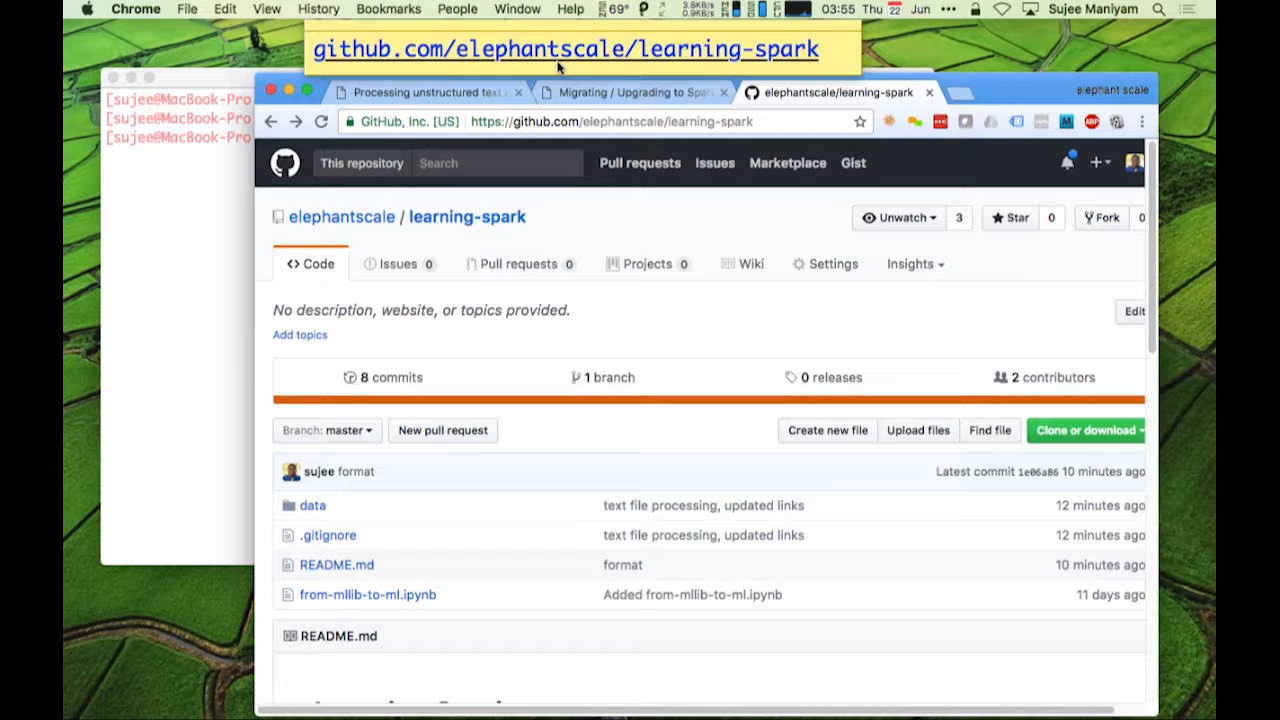 Chrome File Edit View History Bookmarks People Window Help 69° 3.8KB/s 0.9KB/s 03:55 Thu 22 Jun Sujee Maniyam
github.com/elephantscale/learning-spark
Processing unstructured text Migrating / Upgrading to Spar elephantscale/learning-spark elephant scale
GitHub, Inc. [US] https://github.com/elephantscale/learning-spark
[sujee@MacBook-Pro
[sujee@MacBook-Pro
[sujee@MacBook-Pro
This repository Search Pull requests Issues Marketplace Gist
elephantscale / learning-spark Unwatch 3 Star 0 Fork 0
Code Issues 0 Pull requests 0 Projects 0 Wiki Settings Insights
No description, website, or topics provided. Edit
Add topics
8 commits 1 branch 0 releases 2 contributors
Branch: master New pull request Create new file Upload files Find file Clone or download
sujee format Latest commit 1e06a86 10 minutes ago
data text file processing, updated links 12 minutes ago
.gitignore text file processing, updated links 12 minutes ago
README.md format 10 minutes ago
from-mllib-to-ml.ipynb Added from-mllib-to-ml.ipynb 11 days ago
README.md